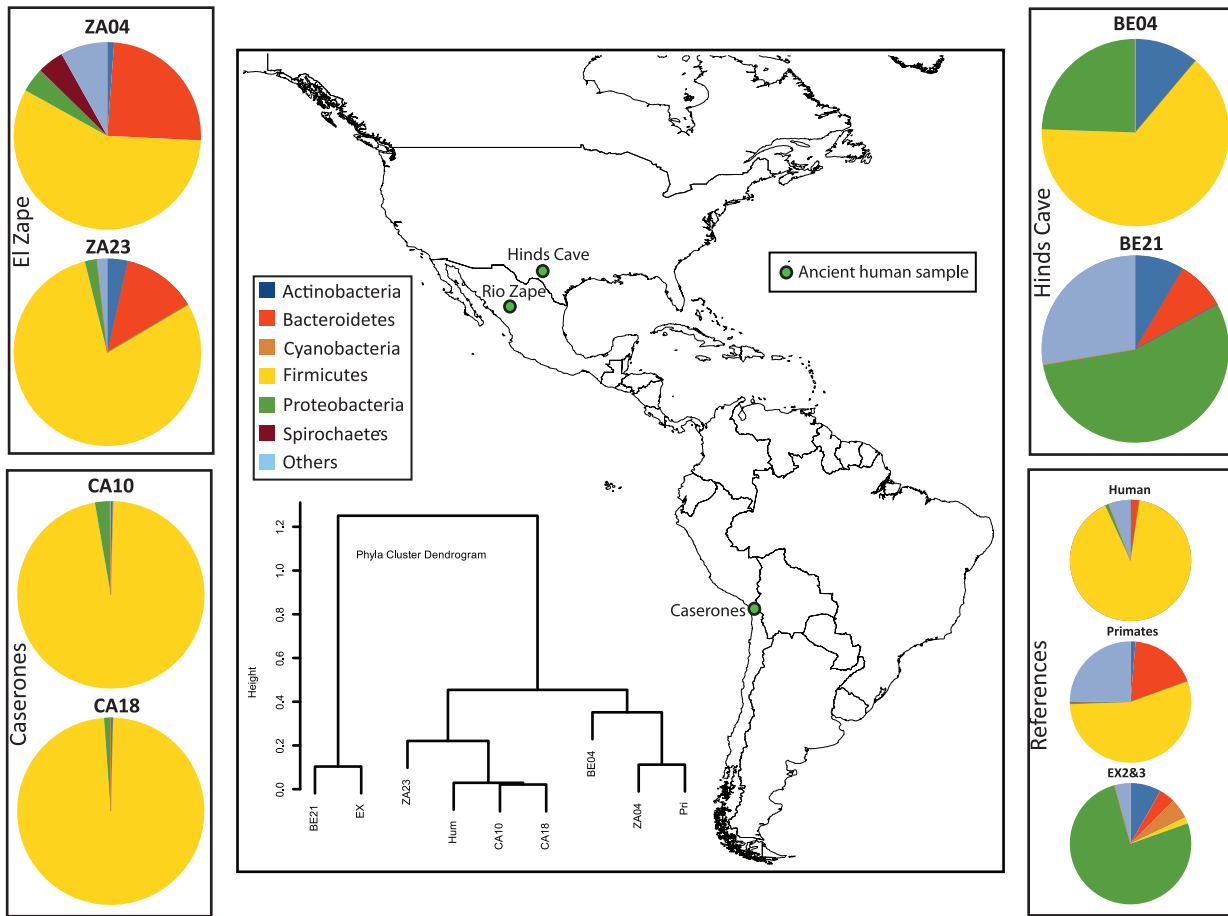 ZA04
El Zape
ZA23
CA10
Caserones
CA18
Hinds Cave
Rio Zape
Caserones
Ancient human sample
Actinobacteria
Bacteroidetes
Cyanobacteria
Firmicutes
Proteobacteria
Spirochaetes
Others
Phyla Cluster Dendrogram
Height
1.2
1.0
0.8
0.6
0.4
0.2
0.0
BE21
EX
ZA23
Hum
CA10
CA18
BE04
ZA04
Pri
BE04
Hinds Cave
BE21
Human
References
Primates
EX2&3